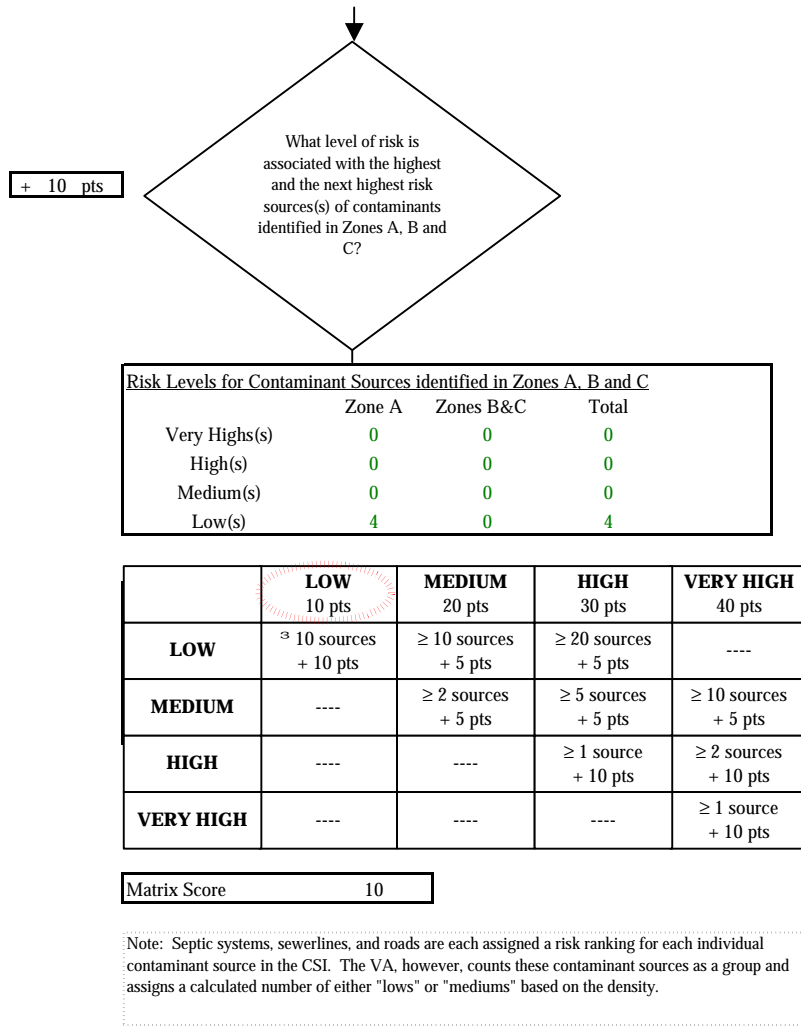 What level of risk is
associated with the highest
and the next highest risk
sources(s) of contaminants
identified in Zones A, B and
C?
+ 10 pts
Risk Levels for Contaminant Sources identified in Zones A, B and C
Zone A Zones B&C Total
Very Highs(s) 0 0 0
High(s) 0 0 0
Medium(s) 0 0 0
Low(s) 4 0 4
LOW MEDIUM HIGH VERY HIGH
10 pts 20 pts 30 pts 40 pts
LOW ³ 10 sources ≥ 10 sources ≥ 20 sources ----
+ 10 pts + 5 pts + 5 pts
MEDIUM ---- ≥ 2 sources ≥ 5 sources ≥ 10 sources
+ 5 pts + 5 pts + 5 pts
HIGH ---- ---- ≥ 1 source ≥ 2 sources
+ 10 pts + 10 pts
VERY HIGH ---- ---- ---- ≥ 1 source
+ 10 pts
Matrix Score 10
Note: Septic systems, sewerlines, and roads are each assigned a risk ranking for each individual
contaminant source in the CSI. The VA, however, counts these contaminant sources as a group and
assigns a calculated number of either "lows" or "mediums" based on the density.